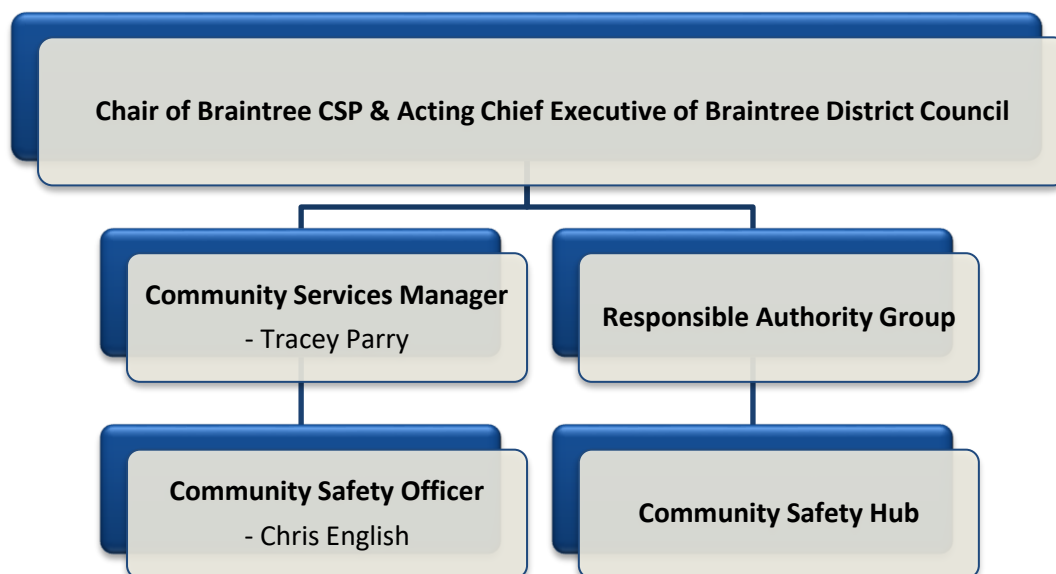 Chair of Braintree CSP & Acting Chief Executive of Braintree District Council
Community Services Manager
- Tracey Parry
Responsible Authority Group
Community Safety Officer
- Chris English
Community Safety Hub